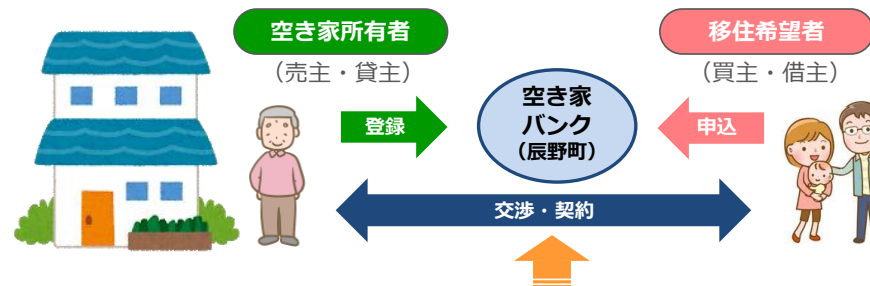 空き家所有者
（売主・貸主）
移住希望者
（買主・借主）
登録
空き家
バンク
（辰野町）
申込
交渉・契約